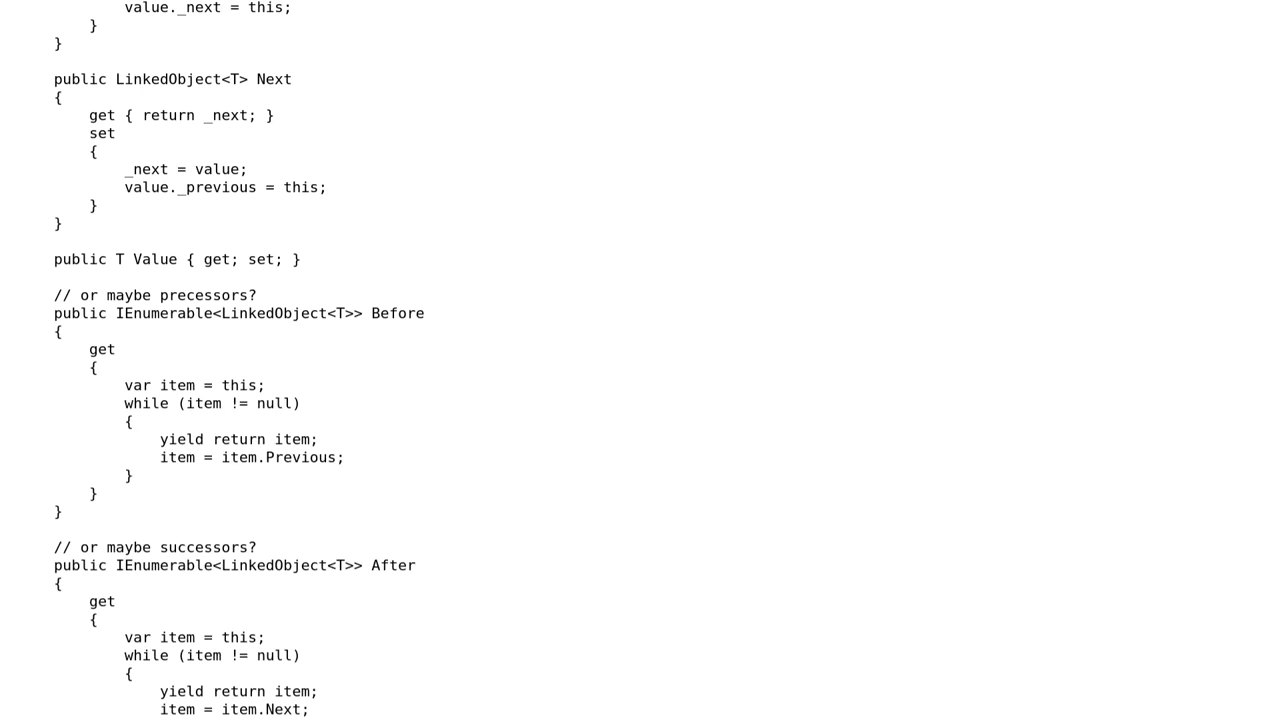 value._next = this;
    }
}

public LinkedObject<T> Next
{
    get { return _next; }
    set
    {
        _next = value;
        value._previous = this;
    }
}

public T Value { get; set; }

// or maybe precessors?
public IEnumerable<LinkedObject<T>> Before
{
    get
    {
        var item = this;
        while (item != null)
        {
            yield return item;
            item = item.Previous;
        }
    }
}

// or maybe successors?
public IEnumerable<LinkedObject<T>> After
{
    get
    {
        var item = this;
        while (item != null)
        {
            yield return item;
            item = item.Next;